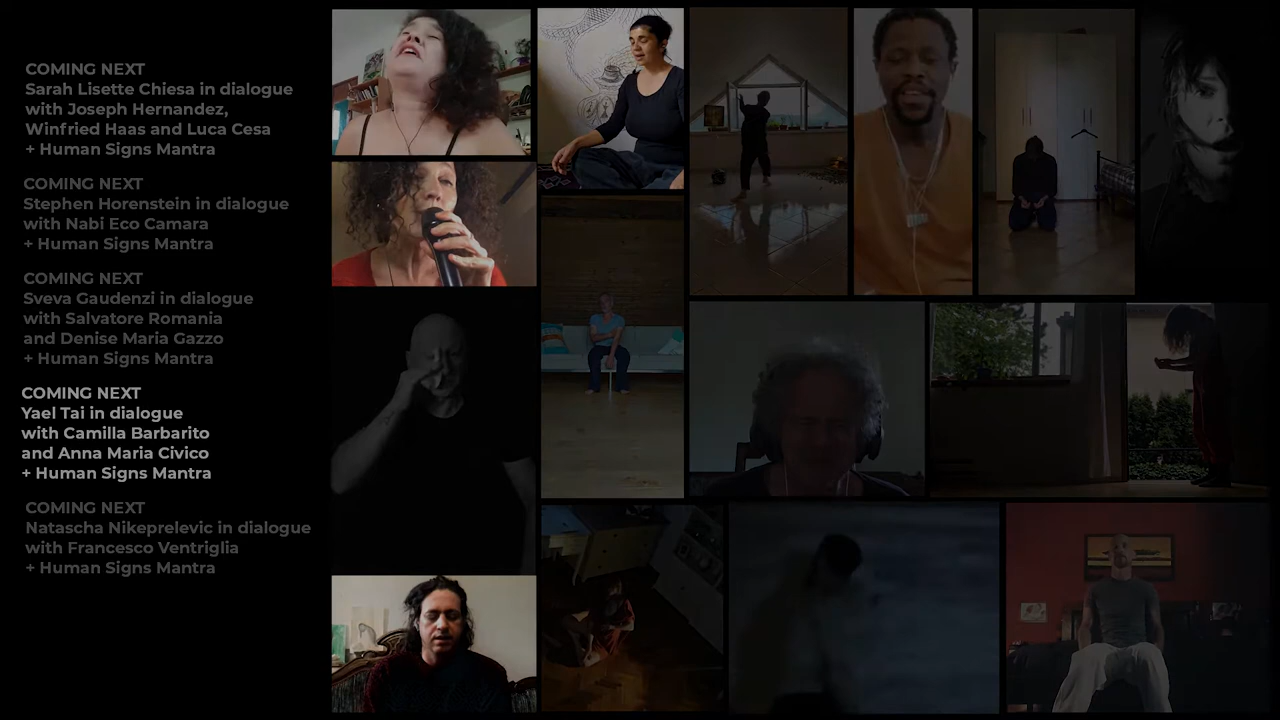 COMING NEXT
Sarah Lisette Chiesa in dialogue
with Joseph Hernandez,
Winfried Haas and Luca Cesa
+ Human Signs Mantra
COMING NEXT
Stephen Horenstein in dialogue
with Nabi Eco Camara
+ Human Signs Mantra
COMING NEXT
Sveva Gaudenzi in dialogue
with Salvatore Romania
and Denise Maria Gazzo
+ Human Signs Mantra
COMING NEXT
Yael Tai in dialogue
with Camilla Barbarito
and Anna Maria Civico
+ Human Signs Mantra
COMING NEXT
Natascha Nikeprelevic in dialogue
with Francesco Ventriglia
+ Human Signs Mantra